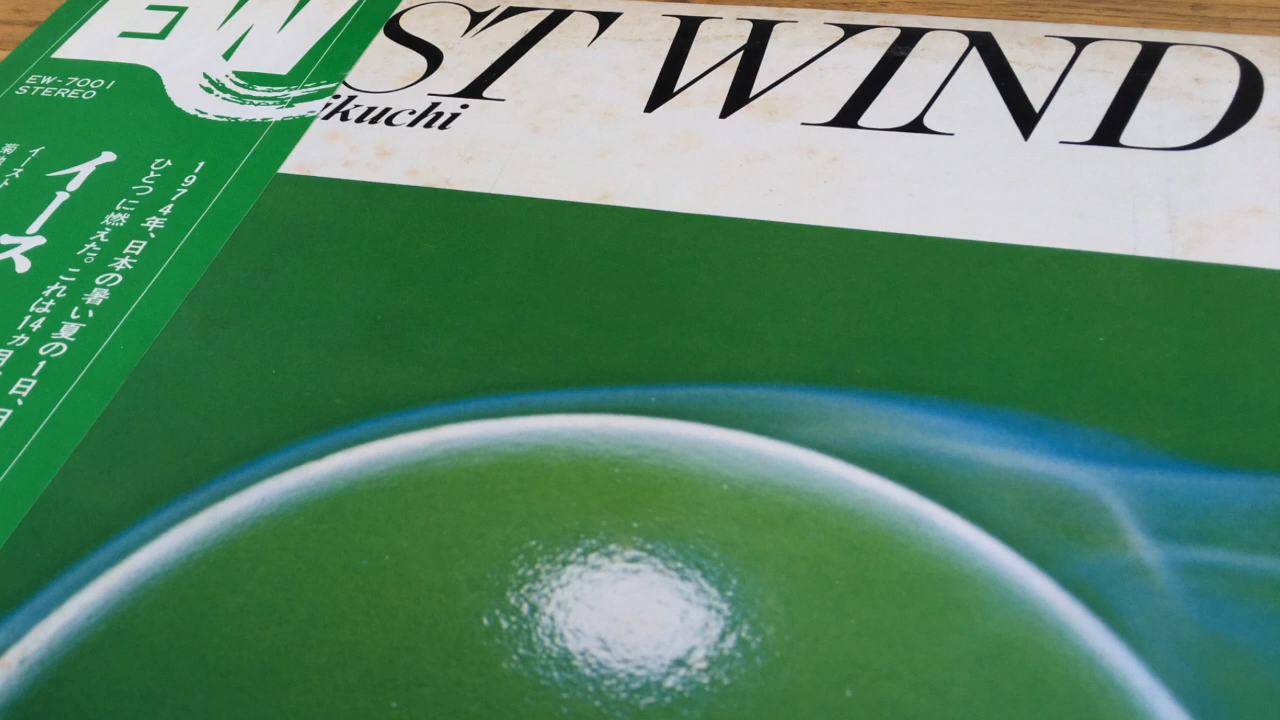 EW
ST WIND
ikuchi
EW-7001
STEREO
1974年、日本の暑い夏の1日、
ひとつに燃えた。これは14カ月
イース
イースト
菊